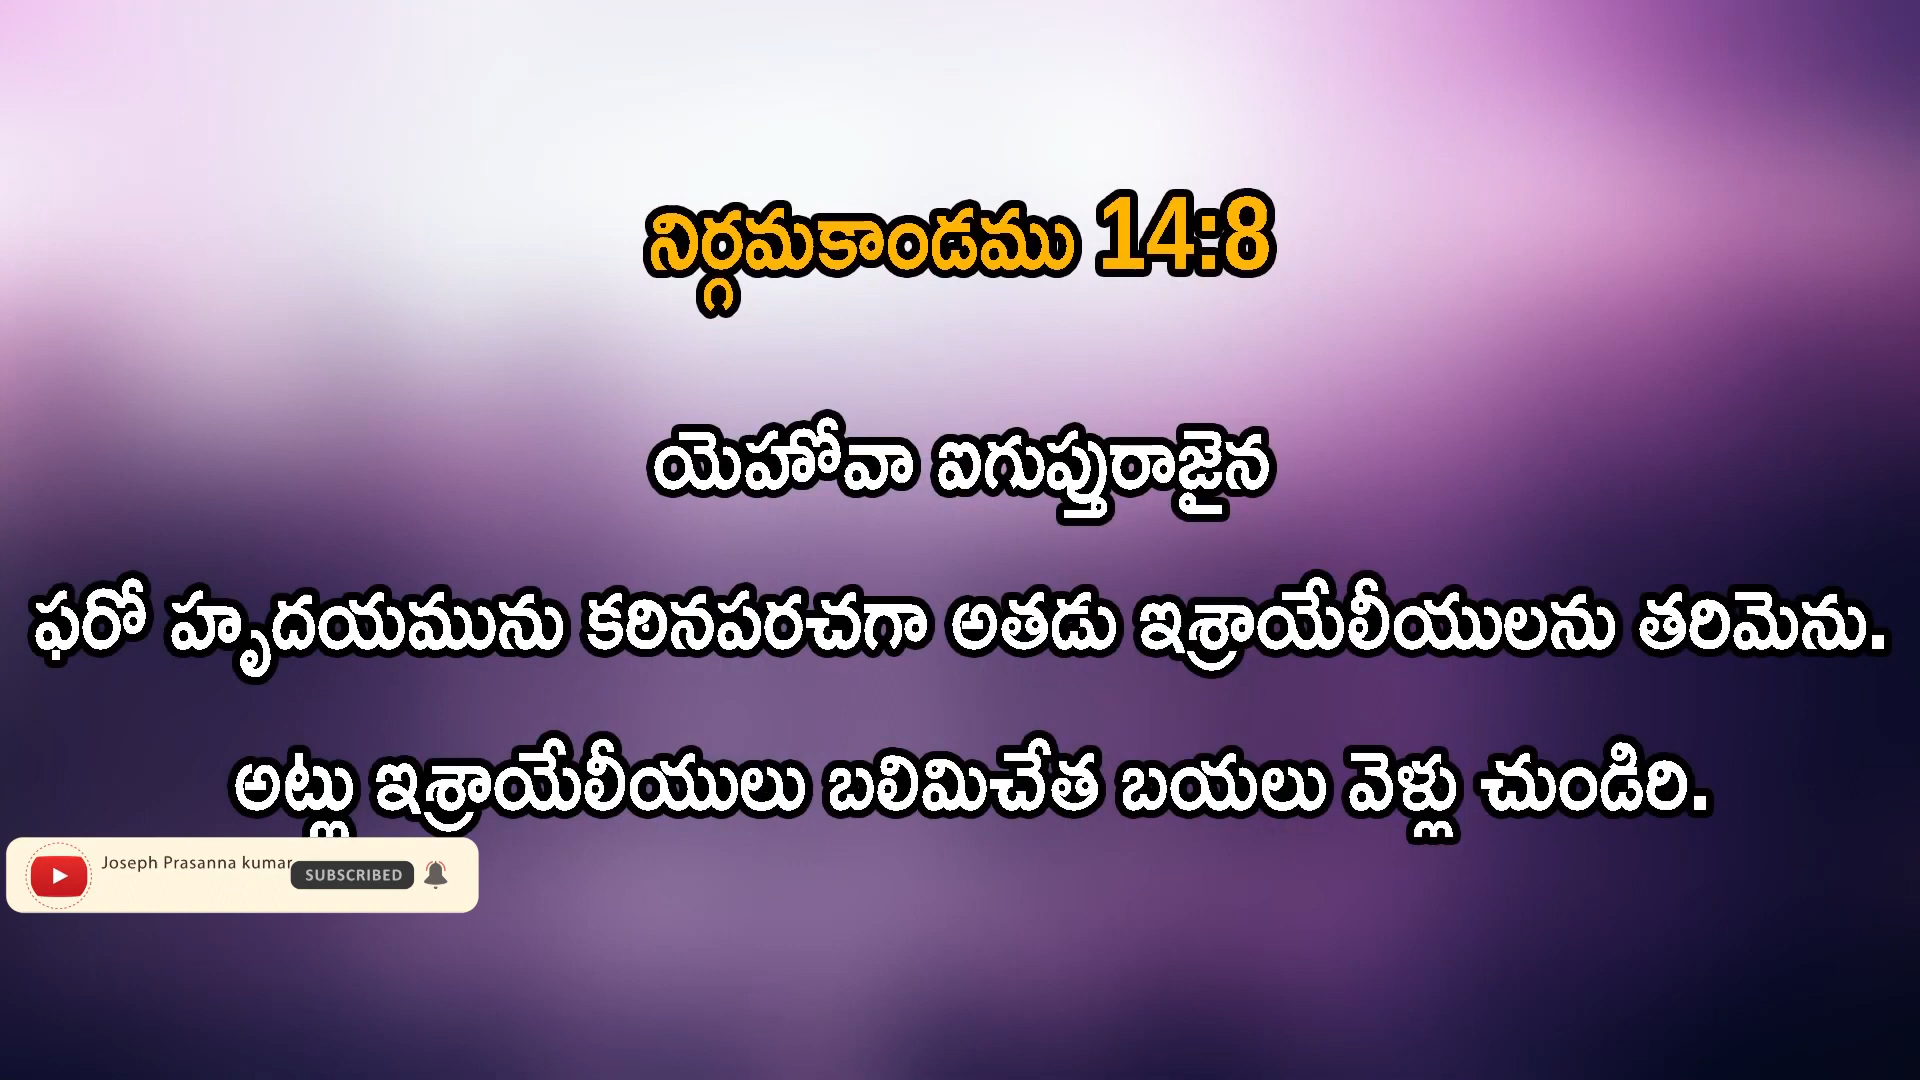 నిర్గమకాండము 14:8
యెహోవా ఐగుప్తురాజైన
ఫరో హృదయమును కఠినపరచగా అతడు ఇశ్రాయేలీయులను తరిమెను.
అట్లు ఇశ్రాయేలీయులు బలిమిచేత బయలు వెళ్లు చుండిరి.
Joseph Prasanna kumar
SUBSCRIBED